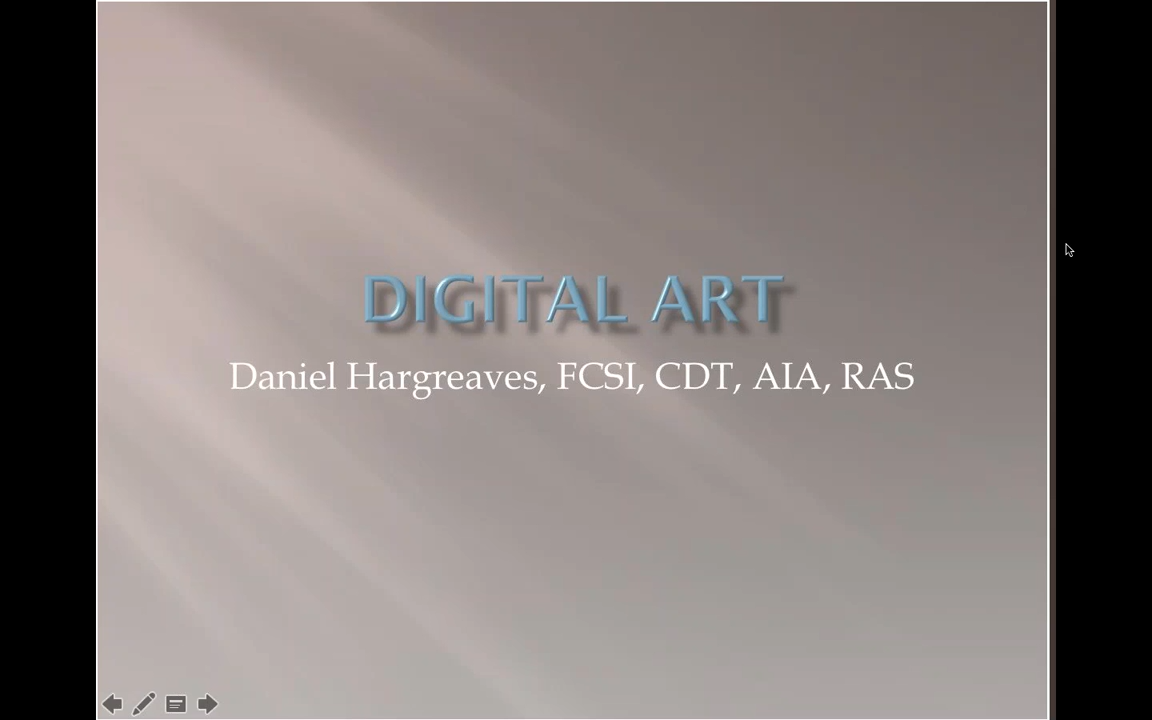 DIGITAL ART
Daniel Hargreaves, FCSI, CDT, AIA, RAS